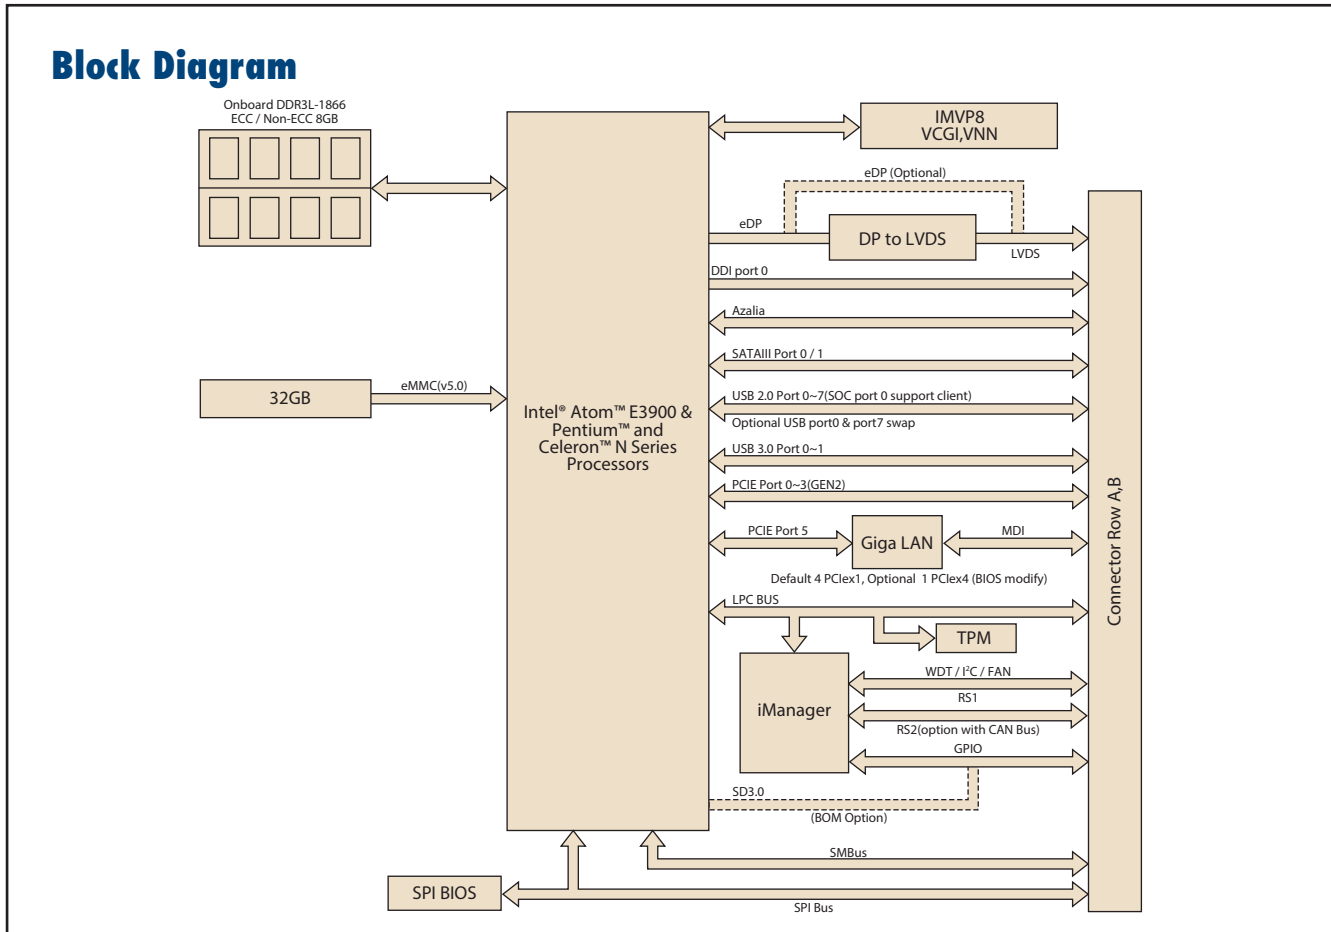 Block Diagram
Onboard DDR3L-1866
ECC / Non-ECC 8GB
IMVP8
VCGI,VNN
eDP (Optional)
eDP
DP to LVDS
LVDS
DDI port 0
Azalia
SATAIII Port 0 / 1
32GB
eMMC(v5.0)
USB 2.0 Port 0~7(SOC port 0 support client)
Optional USB port0 & port7 swap
Intel® Atom™ E3900 &
Pentium™ and
Celeron™ N Series
Processors
USB 3.0 Port 0~1
PCIE Port 0~3(GEN2)
PCIE Port 5
Giga LAN
MDI
Default 4 PCIex1, Optional 1 PCIex4 (BIOS modify)
Connector Row A,B
LPC BUS
TPM
iManager
WDT / I²C / FAN
RS1
RS2(option with CAN Bus)
GPIO
SD3.0
(BOM Option)
SMBus
SPI BIOS
SPI Bus